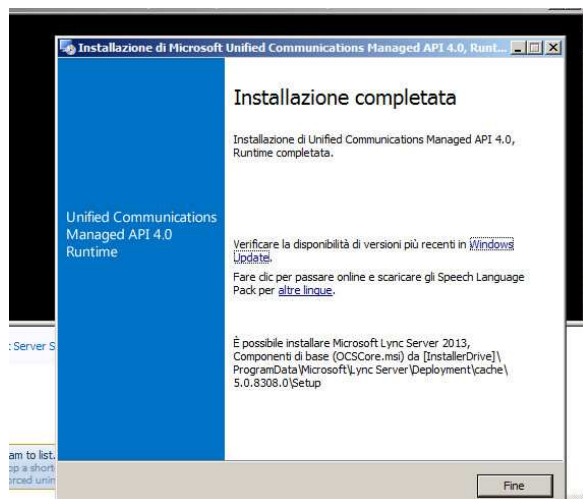 Installazione di Microsoft Unified Communications Managed API 4.0, Runt...
Installazione completata
Installazione di Unified Communications Managed API 4.0,
Runtime completata.
Unified Communications
Managed API 4.0
Runtime
Verificare la disponibilità di versioni più recenti in Windows
Update.
Fare clic per passare online e scaricare gli Speech Language
Pack per altre lingue.
È possibile installare Microsoft Lync Server 2013,
Componenti di base (OCSCore.msi) da [InstallerDrive]\
ProgramData\Microsoft\Lync Server\Deployment\cache\
5.0.8308.0\Setup
: Server S
am to list.
op a short
orced unin
Fine